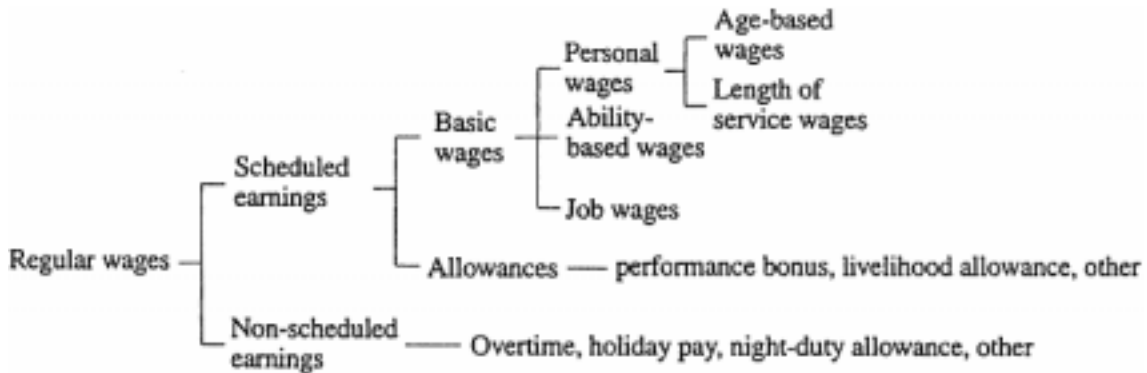 Age-based
wages
Personal
wages
Length of
service wages
Basic
wages
Ability-
based wages
Scheduled
earnings
Job wages
Regular wages
Allowances
performance bonus, livelihood allowance, other
Non-scheduled
earnings
Overtime, holiday pay, night-duty allowance, other